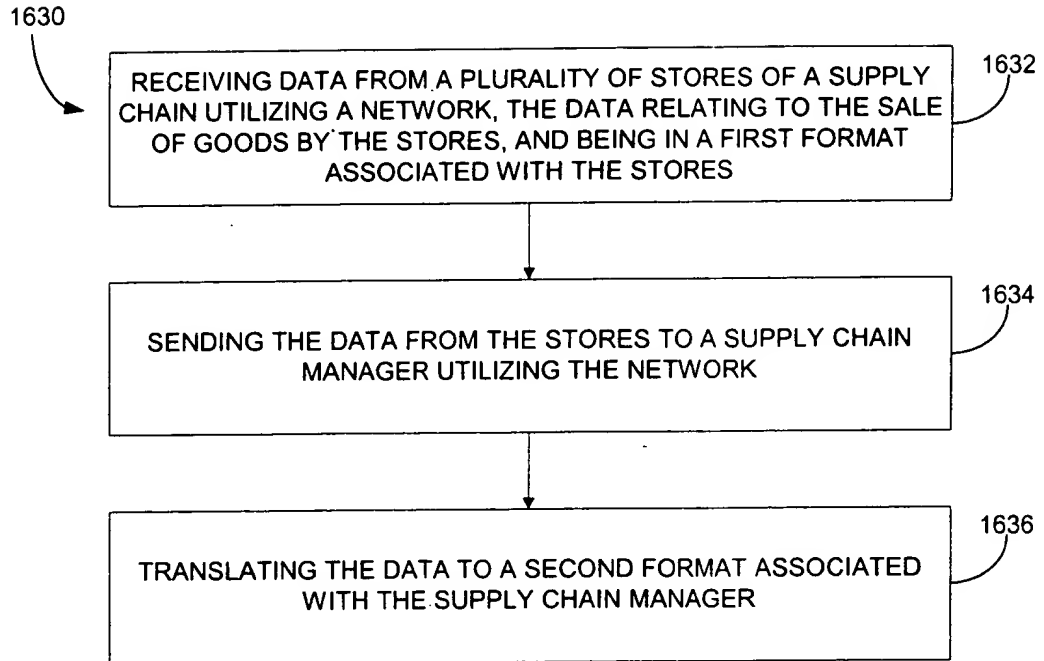 1630
RECEIVING DATA FROM A PLURALITY OF STORES OF A SUPPLY
CHAIN UTILIZING A NETWORK, THE DATA RELATING TO THE SALE
OF GOODS BY THE STORES, AND BEING IN A FIRST FORMAT
ASSOCIATED WITH THE STORES
1632
SENDING THE DATA FROM THE STORES TO A SUPPLY CHAIN
MANAGER UTILIZING THE NETWORK
1634
TRANSLATING THE DATA TO A SECOND FORMAT ASSOCIATED
WITH THE SUPPLY CHAIN MANAGER
1636